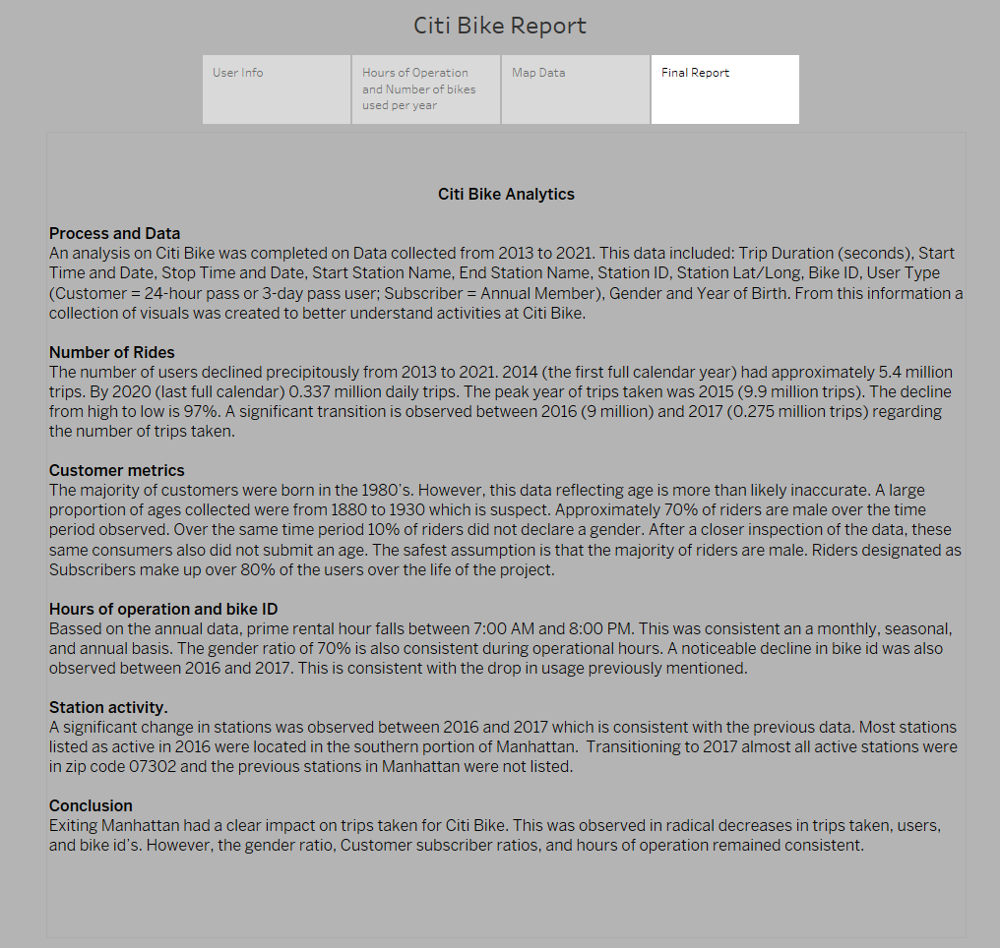 Citi Bike Report
User Info
Hours of Operation
and Number of bikes
used per year
Map Data
Final Report
Citi Bike Analytics
Process and Data
An analysis on Citi Bike was completed on Data collected from 2013 to 2021. This data included: Trip Duration (seconds), Start
Time and Date, Stop Time and Date, Start Station Name, End Station Name, Station ID, Station Lat/Long, Bike ID, User Type
(Customer = 24-hour pass or 3-day pass user; Subscriber = Annual Member), Gender and Year of Birth. From this information a
collection of visuals was created to better understand activities at Citi Bike.
Number of Rides
The number of users declined precipitously from 2013 to 2021. 2014 (the first full calendar year) had approximately 5.4 million
trips. By 2020 (last full calendar) 0.337 million daily trips. The peak year of trips taken was 2015 (9.9 million trips). The decline
from high to low is 97%. A significant transition is observed between 2016 (9 million) and 2017 (0.275 million trips) regarding
the number of trips taken.
Customer metrics
The majority of customers were born in the 1980's. However, this data reflecting age is more than likely inaccurate. A large
proportion of ages collected were from 1880 to 1930 which is suspect. Approximately 70% of riders are male over the time
period observed. Over the same time period 10% of riders did not declare a gender. After a closer inspection of the data, these
same consumers also did not submit an age. The safest assumption is that the majority of riders are male. Riders designated as
Subscribers make up over 80% of the users over the life of the project.
Hours of operation and bike ID
Bassed on the annual data, prime rental hour falls between 7:00 AM and 8:00 PM. This was consistent an a monthly, seasonal,
and annual basis. The gender ratio of 70% is also consistent during operational hours. A noticeable decline in bike id was also
observed between 2016 and 2017. This is consistent with the drop in usage previously mentioned.
Station activity.
A significant change in stations was observed between 2016 and 2017 which is consistent with the previous data. Most stations
listed as active in 2016 were located in the southern portion of Manhattan.  Transitioning to 2017 almost all active stations were
in zip code 07302 and the previous stations in Manhattan were not listed.
Conclusion
Exiting Manhattan had a clear impact on trips taken for Citi Bike. This was observed in radical decreases in trips taken, users,
and bike id's. However, the gender ratio, Customer subscriber ratios, and hours of operation remained consistent.